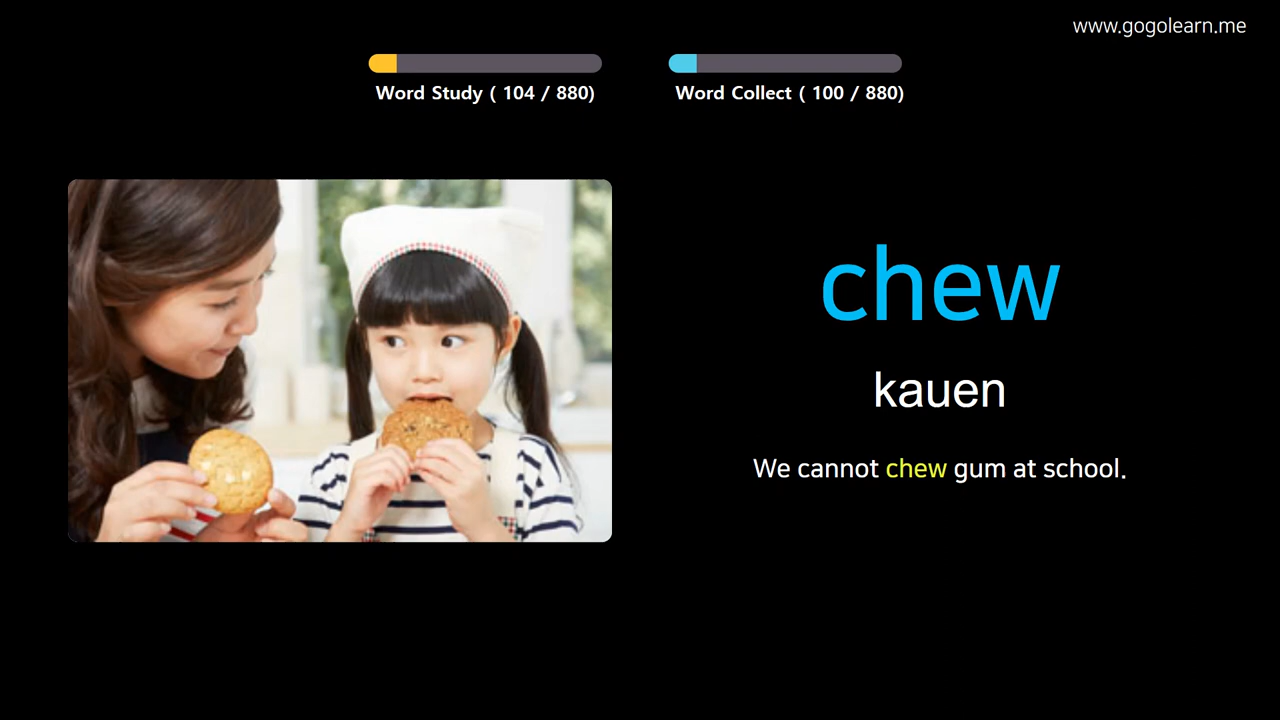 www.gogolearn.me
Word Study ( 104 / 880)
Word Collect ( 100 / 880)
chew
kauen
We cannot chew gum at school.